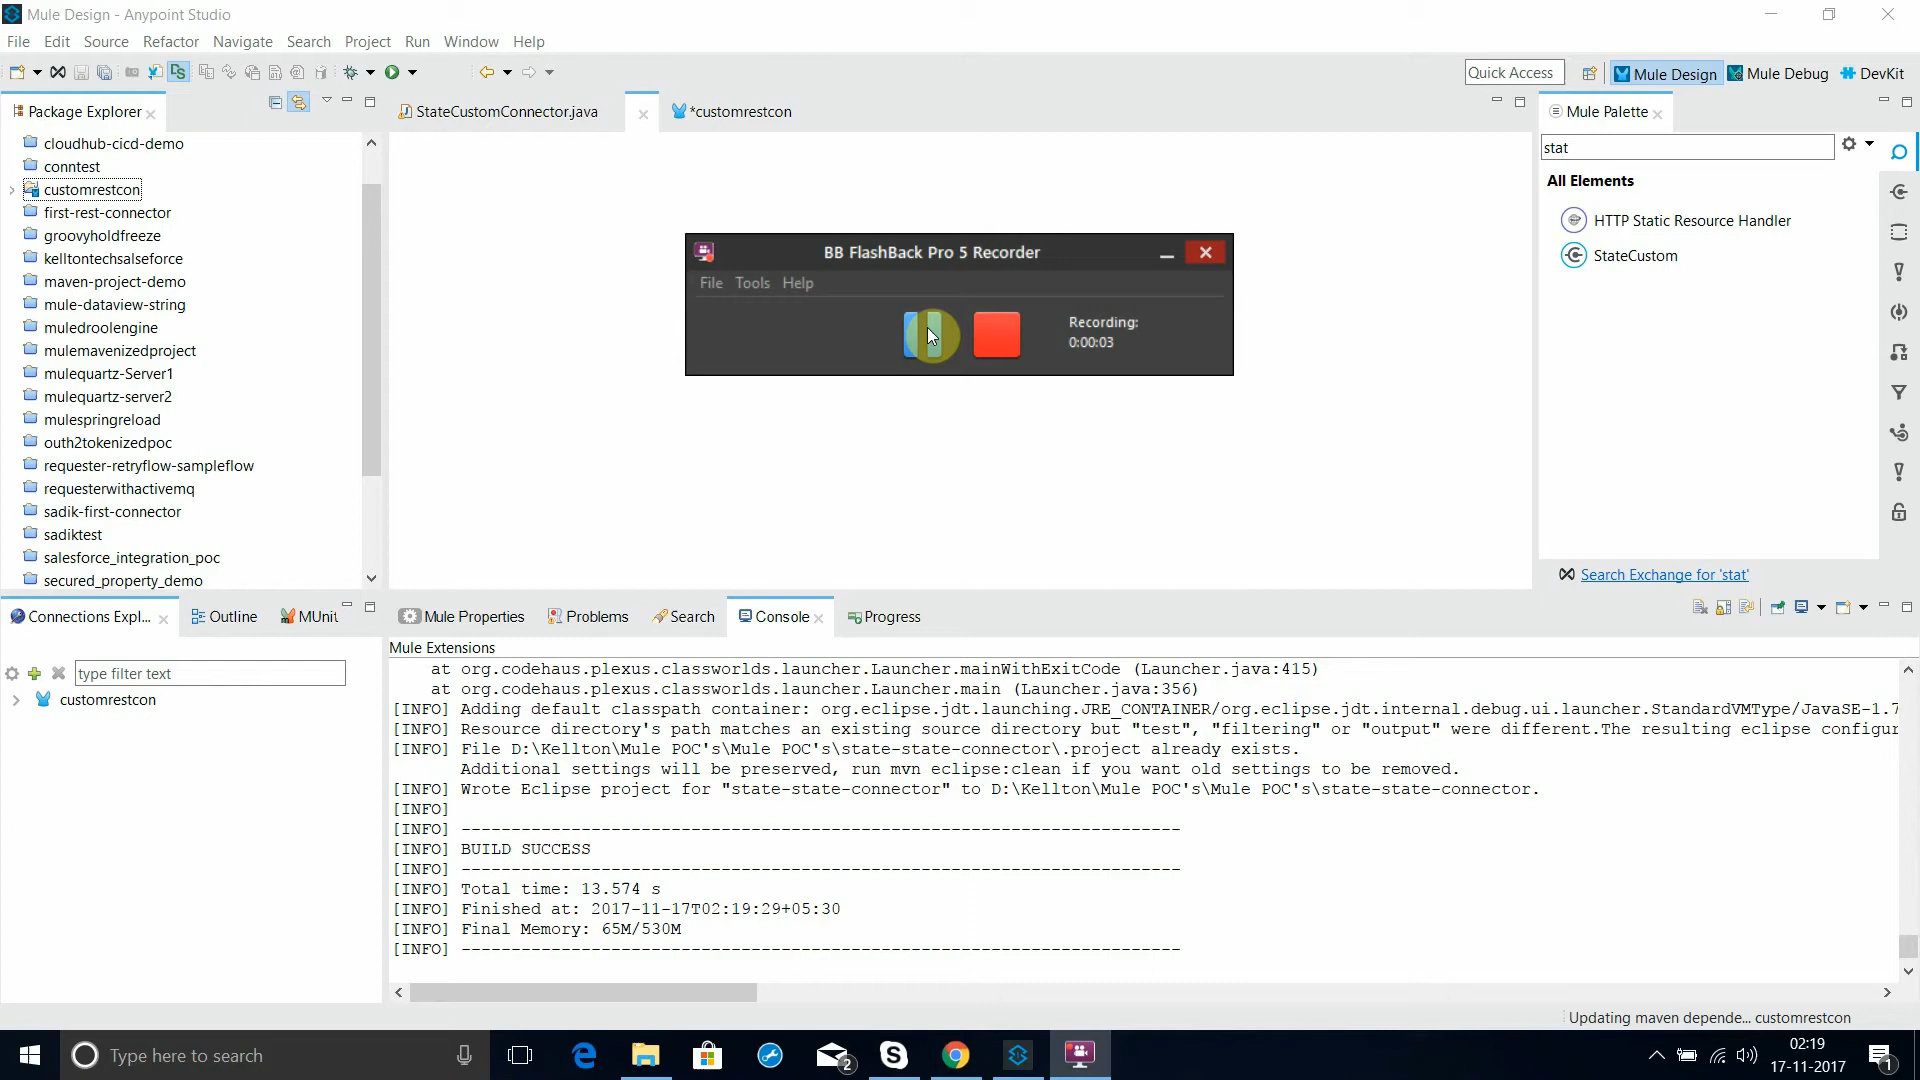 Mule Design - Anypoint Studio
File Edit Source Refactor Navigate Search Project Run Window Help
Quick Access
Mule Design
Mule Debug
DevKit
Package Explorer
StateCustomConnector.java
*customrestcon
Mule Palette
cloudhub-cicd-demo
conntest
customrestcon
first-rest-connector
groovyholdfreeze
kelltontechsalseforce
maven-project-demo
mule-dataview-string
muledroolengine
mulemavenizedproject
mulequartz-Server1
mulequartz-server2
mulespringreload
outh2tokenizedpoc
requester-retryflow-sampleflow
requesterwithactivemq
sadik-first-connector
sadiktest
salesforce_integration_poc
secured_property_demo
BB FlashBack Pro 5 Recorder
File Tools Help
Recording:
0:00:03
stat
All Elements
HTTP Static Resource Handler
StateCustom
Search Exchange for 'stat'
Connections Expl...
Outline
MUnit
type filter text
customrestcon
Mule Properties
Problems
Search
Console
Progress
Mule Extensions
at org.codehaus.plexus.classworlds.launcher.Launcher.mainWithExitCode (Launcher.java:415)
at org.codehaus.plexus.classworlds.launcher.Launcher.main (Launcher.java:356)
[INFO] Adding default classpath container: org.eclipse.jdt.launching.JRE_CONTAINER/org.eclipse.jdt.internal.debug.ui.launcher.StandardVMType/JavaSE-1.7
[INFO] Resource directory's path matches an existing source directory but "test", "filtering" or "output" were different.The resulting eclipse configur
[INFO] File D:\Kellton\Mule POC's\Mule POC's\state-state-connector\.project already exists.
Additional settings will be preserved, run mvn eclipse:clean if you want old settings to be removed.
[INFO] Wrote Eclipse project for "state-state-connector" to D:\Kellton\Mule POC's\Mule POC's\state-state-connector.
[INFO]
[INFO] ------------------------------------------------------------------------
[INFO] BUILD SUCCESS
[INFO] ------------------------------------------------------------------------
[INFO] Total time: 13.574 s
[INFO] Finished at: 2017-11-17T02:19:29+05:30
[INFO] Final Memory: 65M/530M
[INFO] ------------------------------------------------------------------------
Updating maven depende... customrestcon
Type here to search
2
02:19
17-11-2017
1